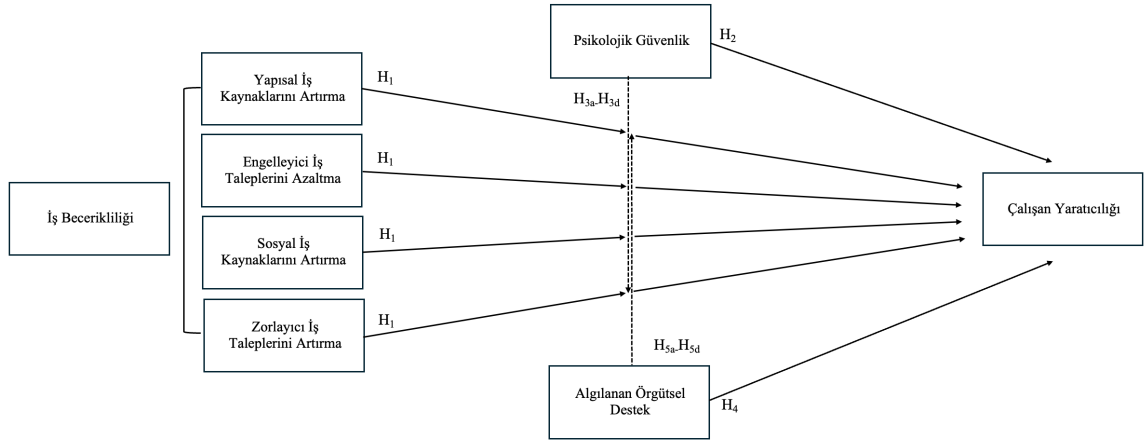 Psikolojik Güvenlik
H2
H3a-H3d
Yapısal İş
Kaynaklarını Artırma
H1
Engelleyici İş
Taleplerini Azaltma
H1
İş Becerikliliği
Sosyal İş
Kaynaklarını Artırma
H1
Zorlayıcı İş
Taleplerini Artırma
H1
Çalışan Yaratıcılığı
H5a-H5d
Algılanan Örgütsel
Destek
H4